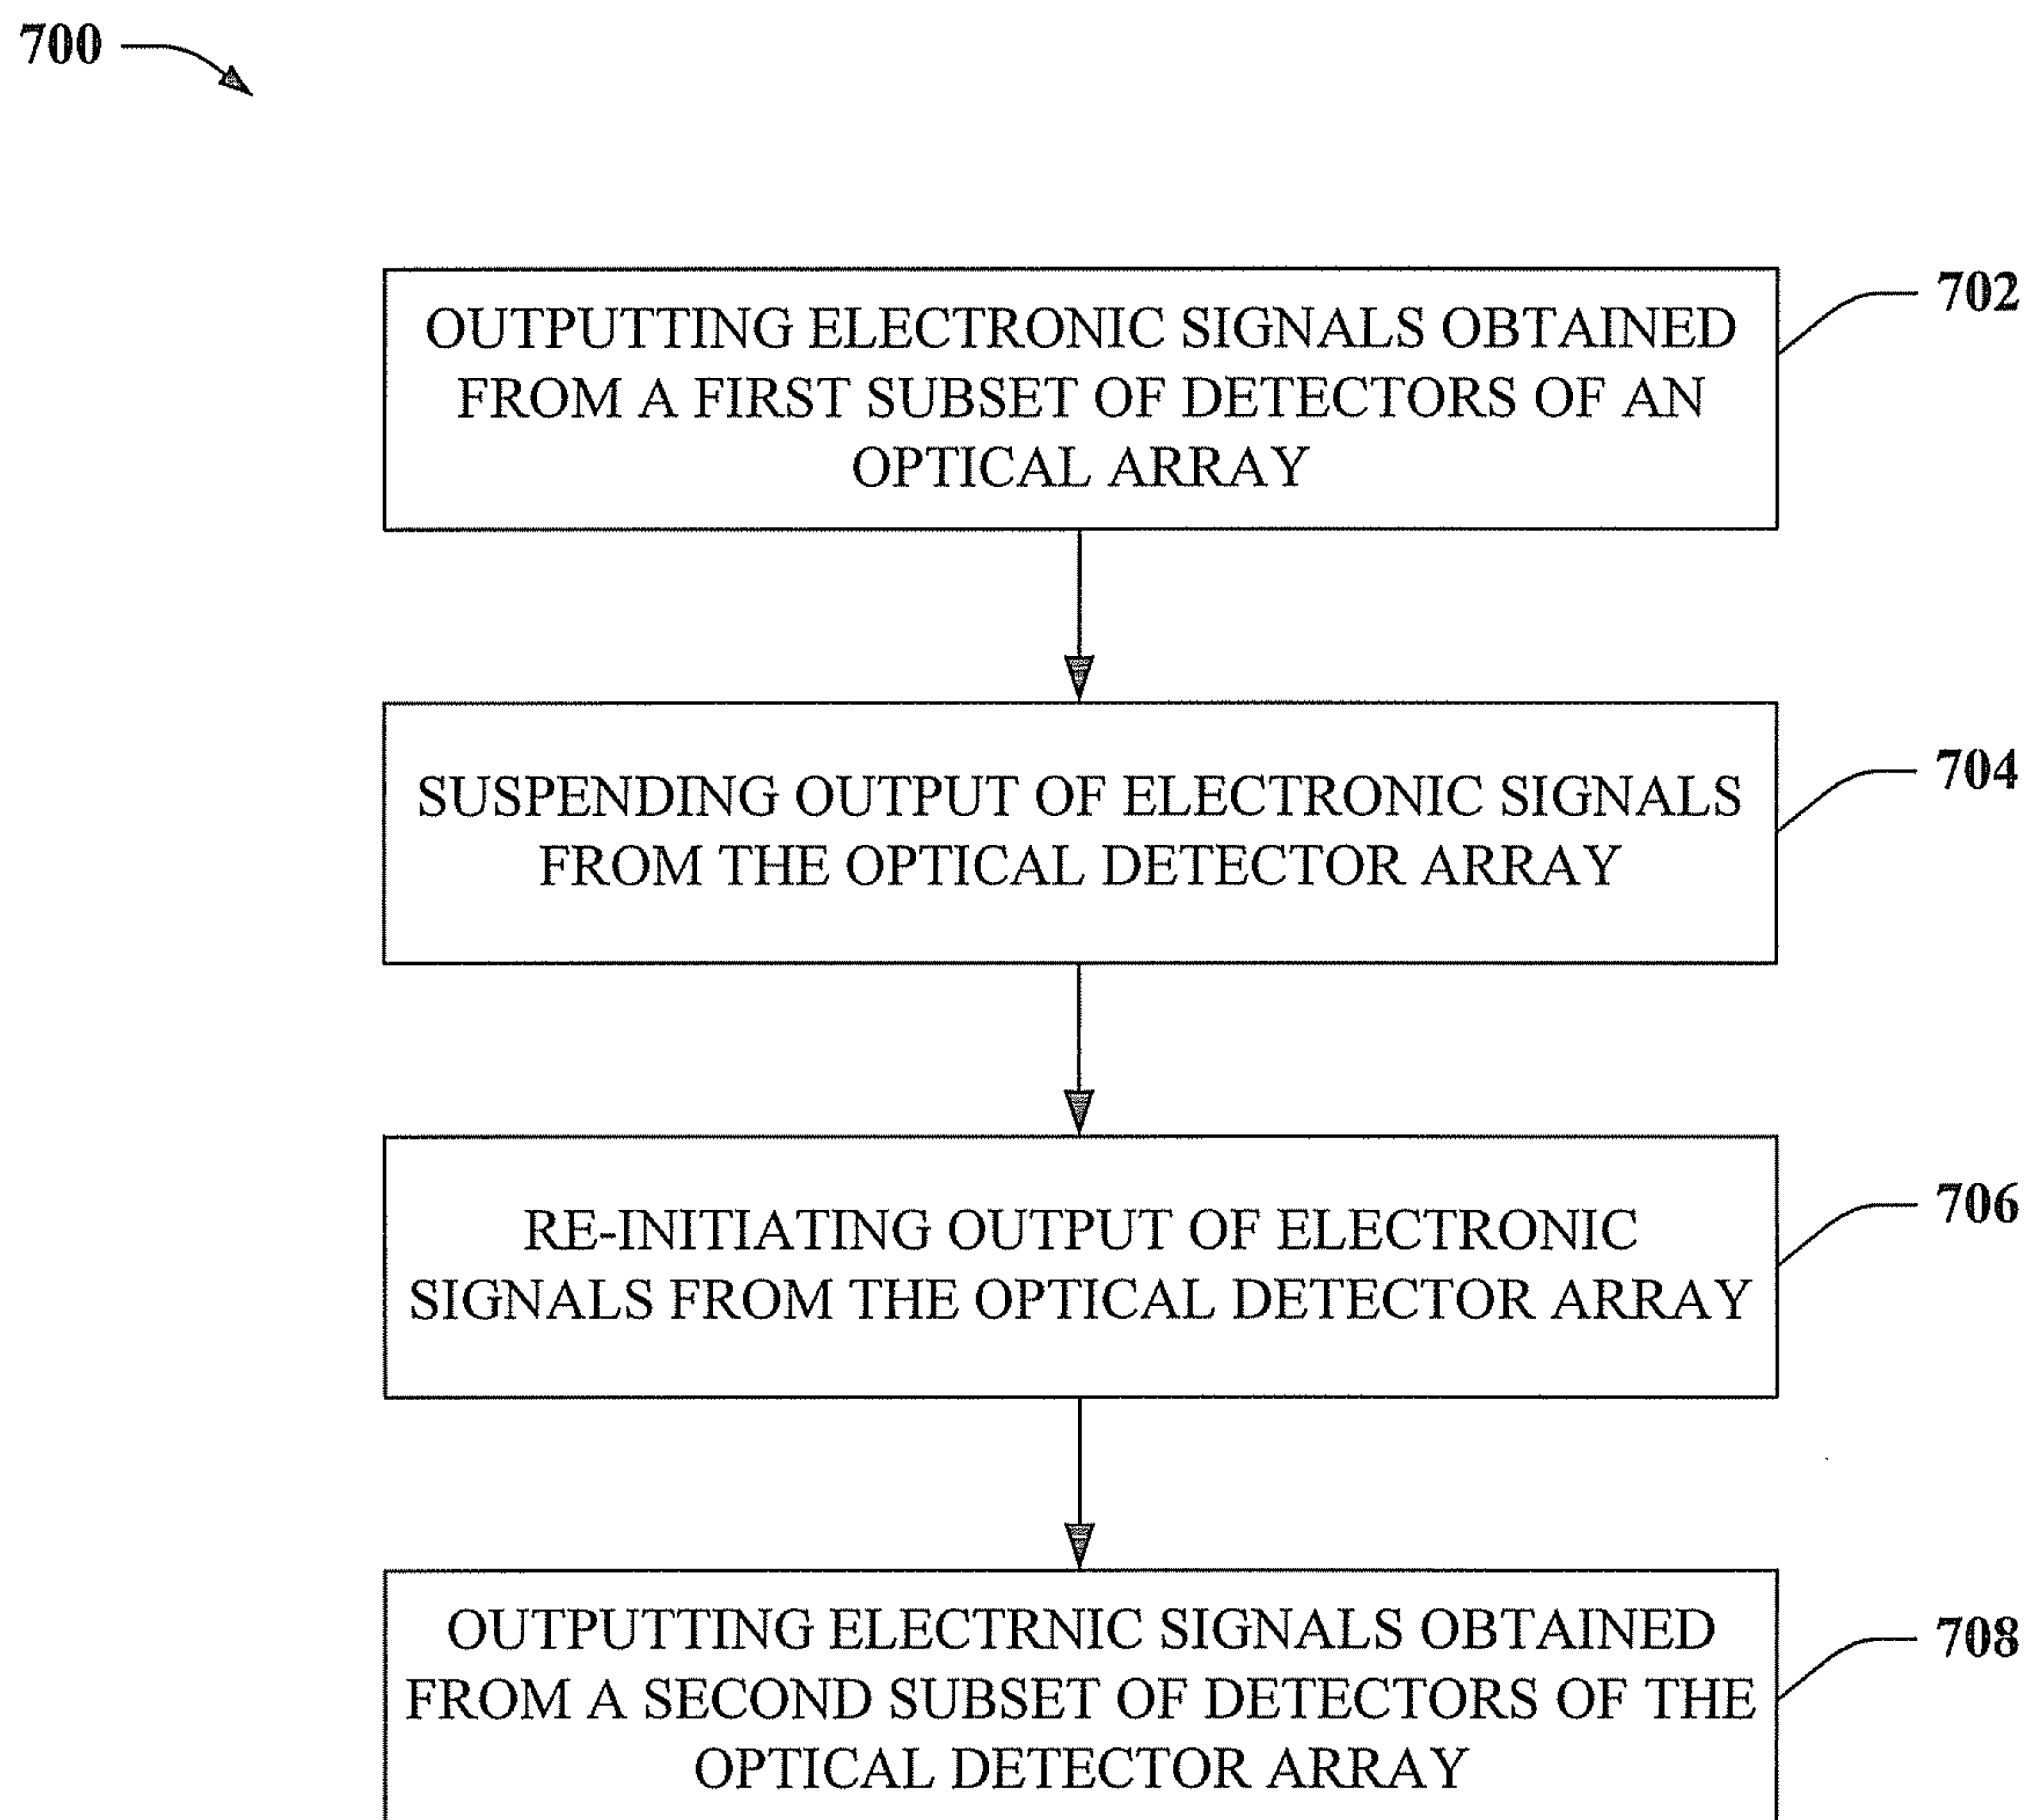 700
OUTPUTTING ELECTRONIC SIGNALS OBTAINED
FROM A FIRST SUBSET OF DETECTORS OF AN
OPTICAL ARRAY
702
SUSPENDING OUTPUT OF ELECTRONIC SIGNALS
FROM THE OPTICAL DETECTOR ARRAY
704
RE-INITIATING OUTPUT OF ELECTRONIC
SIGNALS FROM THE OPTICAL DETECTOR ARRAY
706
OUTPUTTING ELECTRNIC SIGNALS OBTAINED
FROM A SECOND SUBSET OF DETECTORS OF THE
OPTICAL DETECTOR ARRAY
708